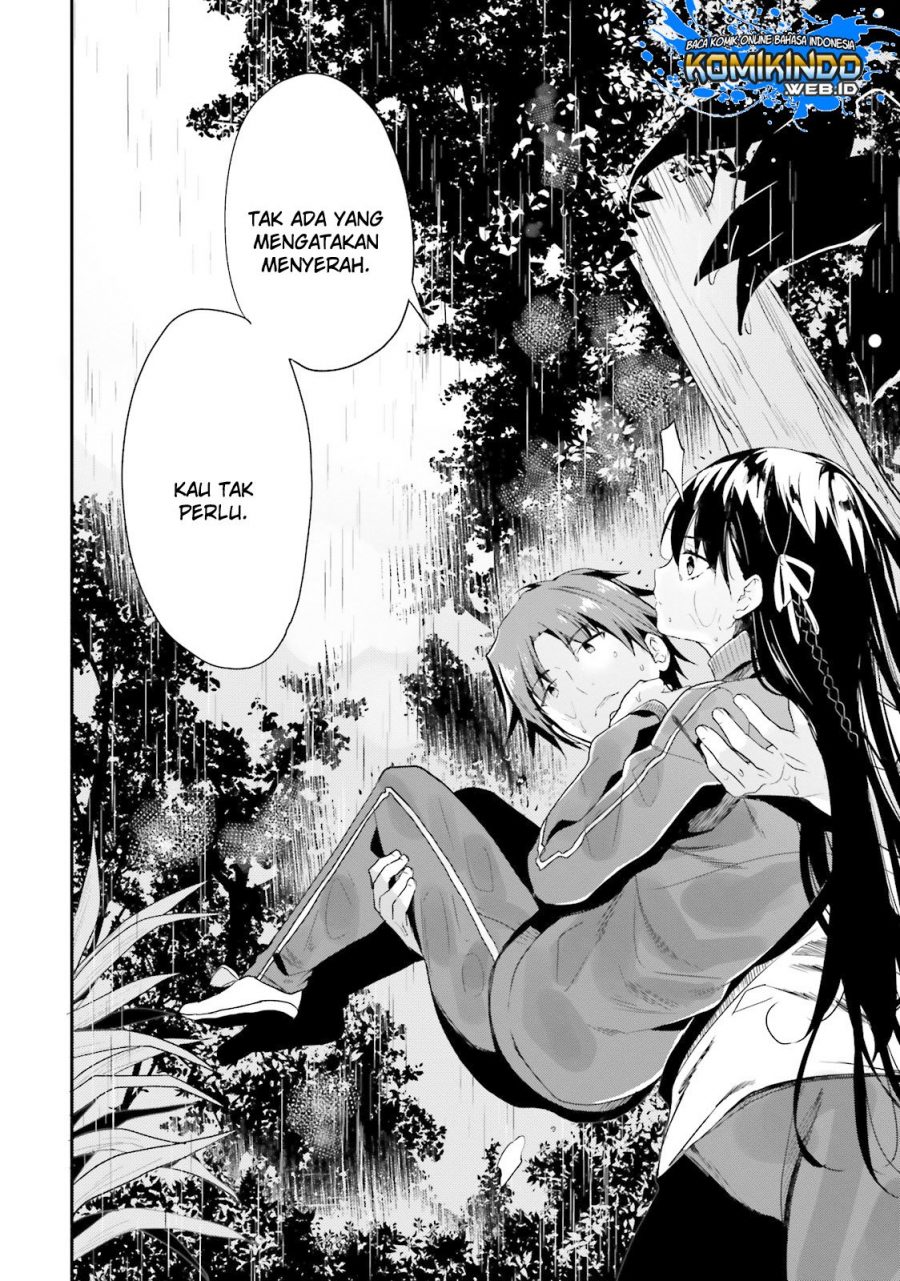 BACA KOMIK ONLINE BAHASA INDONESIA
KOMIKINDO
WEB.ID
TAK ADA YANG
MENGATAKAN
MENYERAH.
KAU TAK
PERLU.